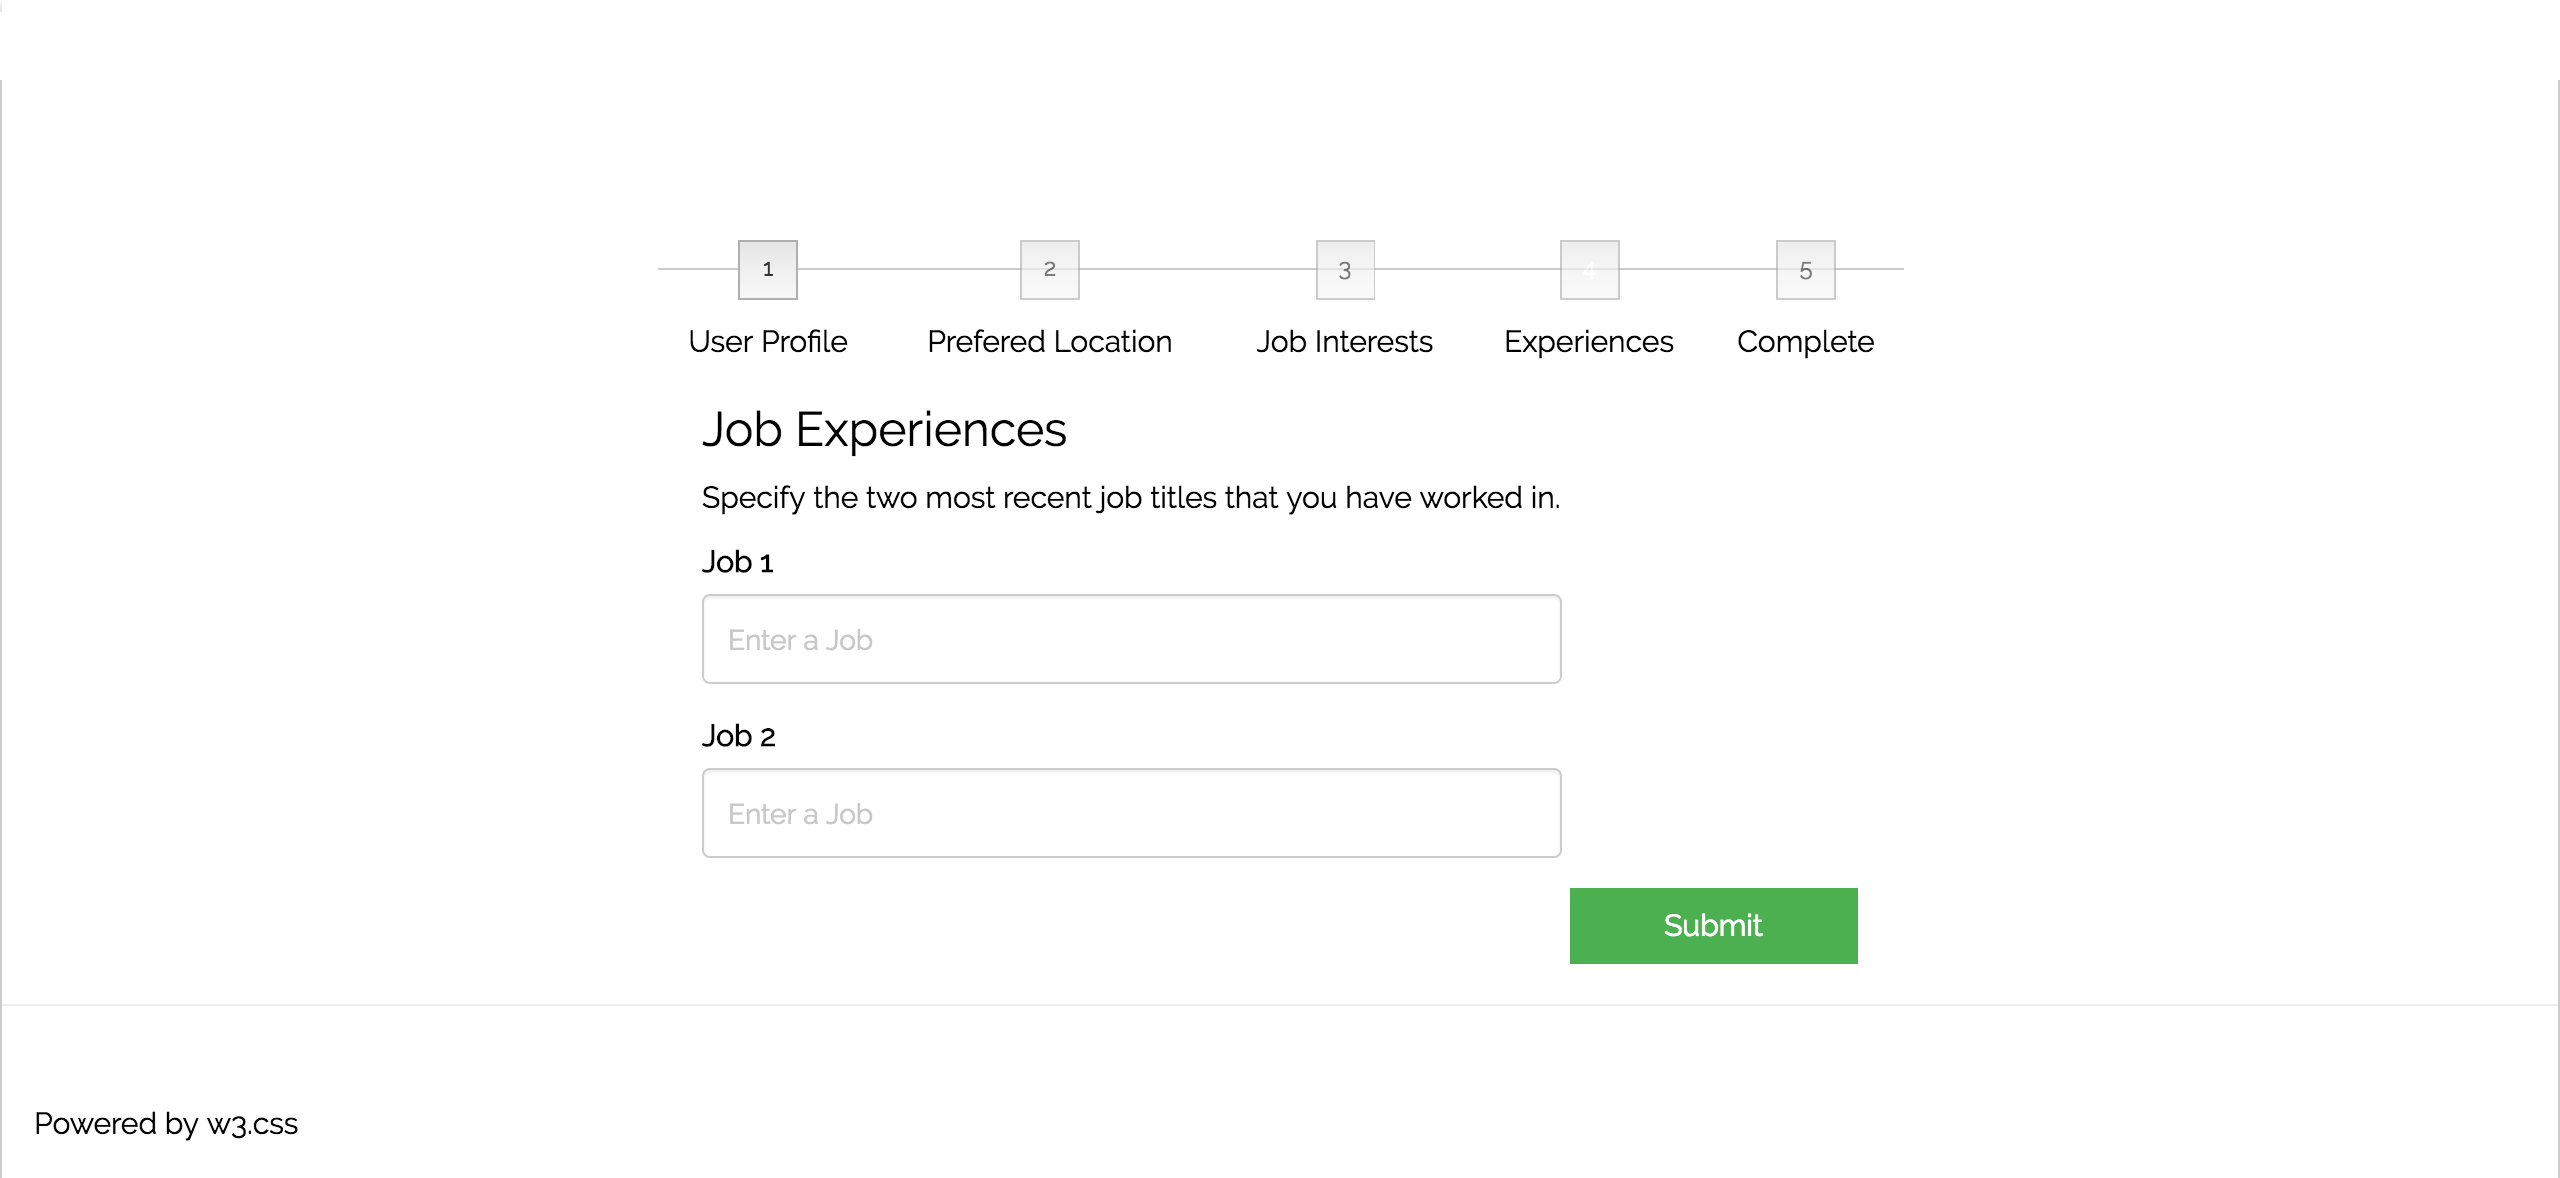 1 2 3 4 5
User Profile Prefered Location Job Interests Experiences Complete
Job Experiences
Specify the two most recent job titles that you have worked in.
Job 1
Enter a Job
Job 2
Enter a Job
Submit
Powered by w3.css